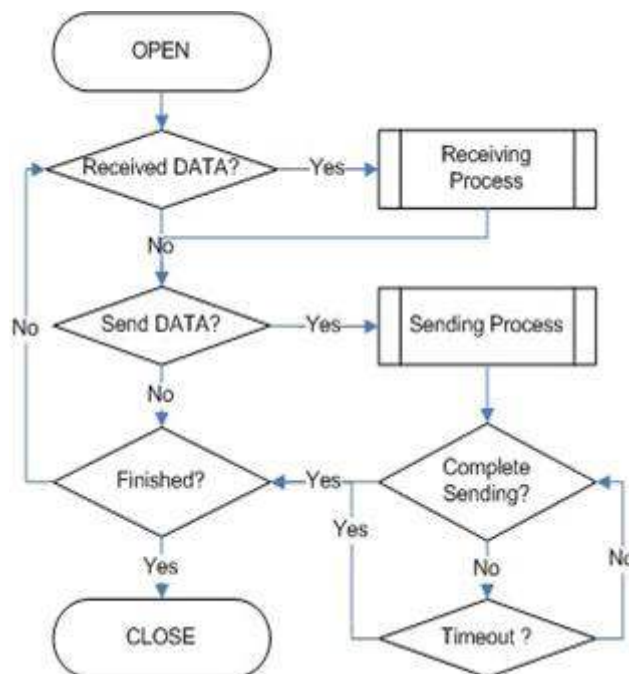 OPEN
Received DATA?
Yes
Receiving
Process
No
Send DATA?
Yes
Sending Process
No
No
Finished?
Yes
Complete
Sending?
Yes
No
No
Yes
CLOSE
Timeout ?